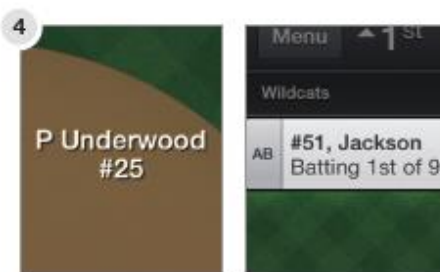 4
P Underwood
#25
Menu 1st
Wildcats
AB #51, Jackson
Batting 1st of 9